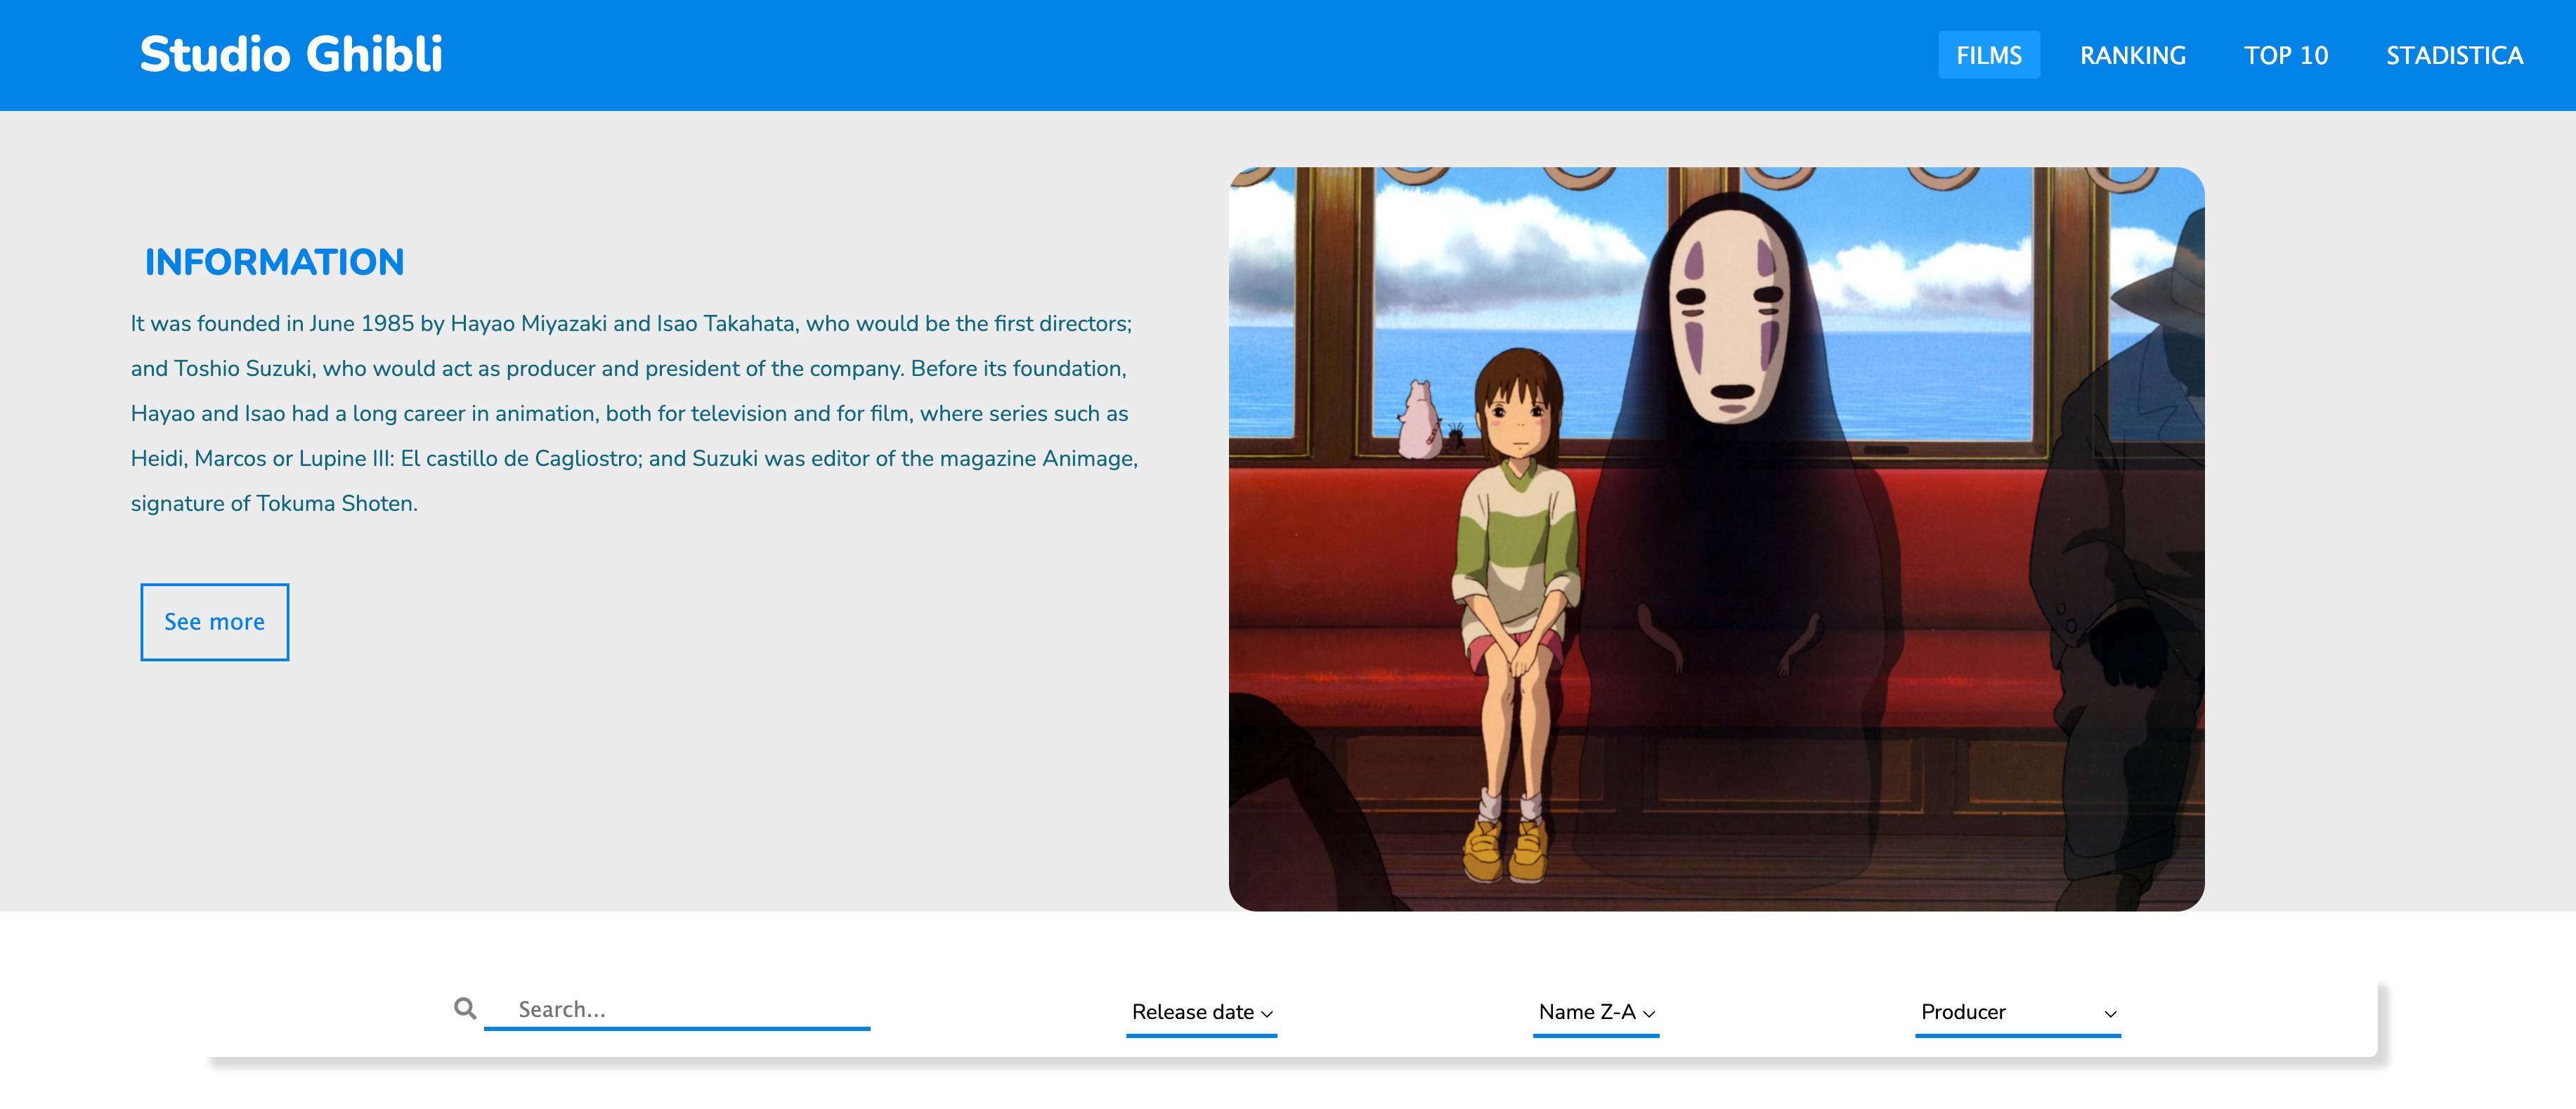 Studio Ghibli
FILMS RANKING TOP 10 STADISTICA
INFORMATION
It was founded in June 1985 by Hayao Miyazaki and Isao Takahata, who would be the first directors;
and Toshio Suzuki, who would act as producer and president of the company. Before its foundation,
Hayao and Isao had a long career in animation, both for television and for film, where series such as
Heidi, Marcos or Lupine III: El castillo de Cagliostro; and Suzuki was editor of the magazine Animage,
signature of Tokuma Shoten.
See more
Search...
Release date
Name Z-A
Producer